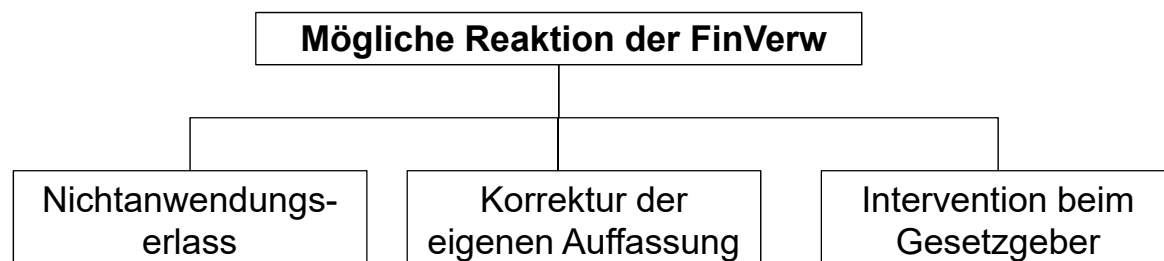 Mögliche Reaktion der FinVerw
Nichtanwendungs-
erlass
Korrektur der
eigenen Auffassung
Intervention beim
Gesetzgeber